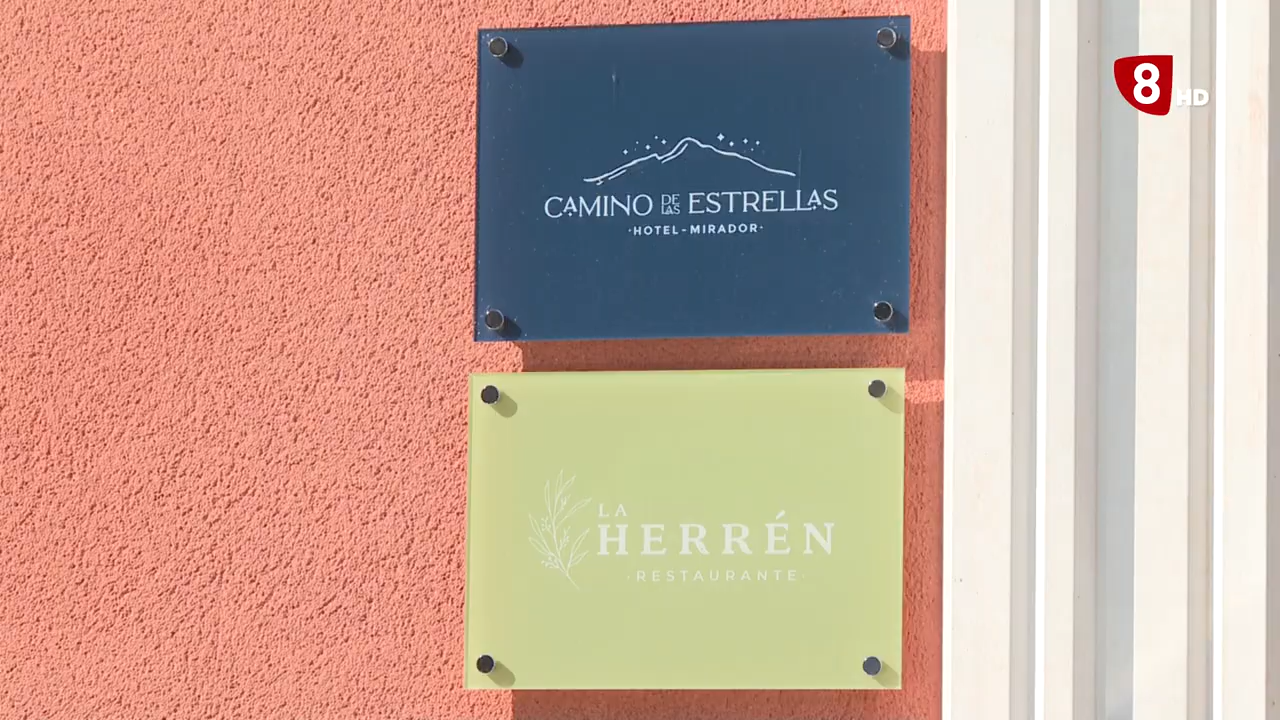 8 HD
CAMINO DE LAS ESTRELLAS
·HOTEL-MIRADOR·
LA
HERRÉN
·RESTAURANTE·